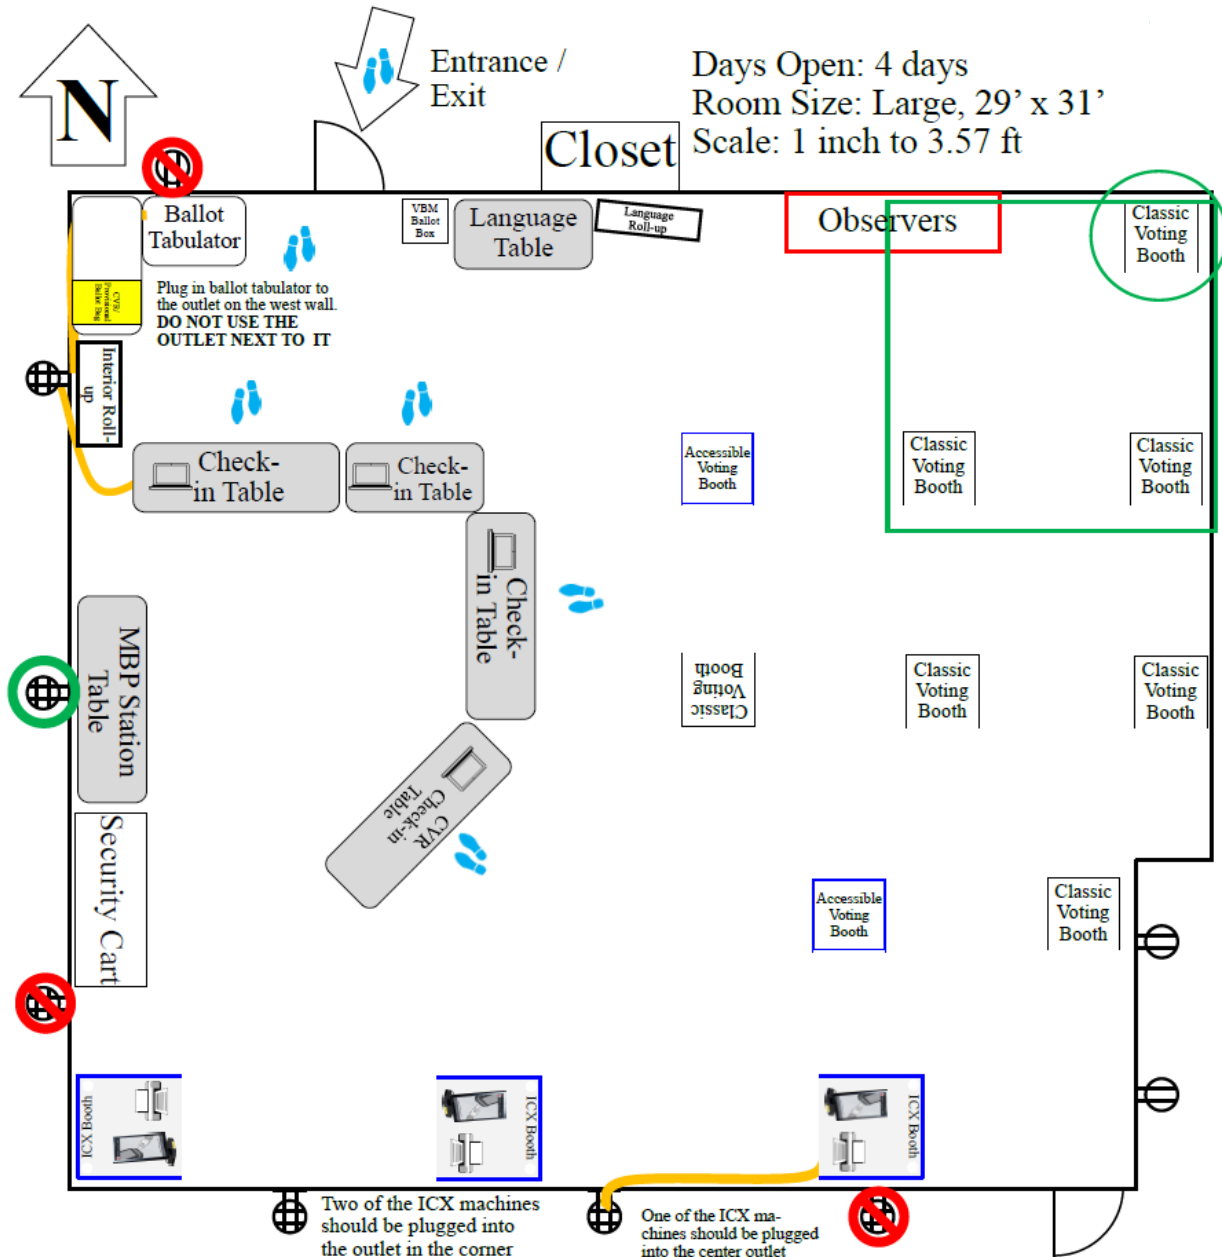 N
Entrance /
Exit
Days Open: 4 days
Room Size: Large, 29’ x 31’
Scale: 1 inch to 3.57 ft
Closet
Ballot
Tabulator
VBM
Ballot
Box
Language
Table
Language
Roll-up
Observers
Classic
Voting
Booth
CVR/
Provisional
Ballot Bag
Plug in ballot tabulator to
the outlet on the west wall.
DO NOT USE THE
OUTLET NEXT TO IT
Interior Roll-
up
Check-
in Table
Check-
in Table
Accessible
Voting
Booth
Classic
Voting
Booth
Classic
Voting
Booth
Check-
in Table
MBP Station
Table
Classic
Voting
Booth
Classic
Voting
Booth
Classic
Voting
Booth
CVR
Check-in
Table
Security Cart
Accessible
Voting
Booth
Classic
Voting
Booth
ICX Booth
ICX Booth
ICX Booth
Two of the ICX machines
should be plugged into
the outlet in the corner
One of the ICX ma-
chines should be plugged
into the center outlet